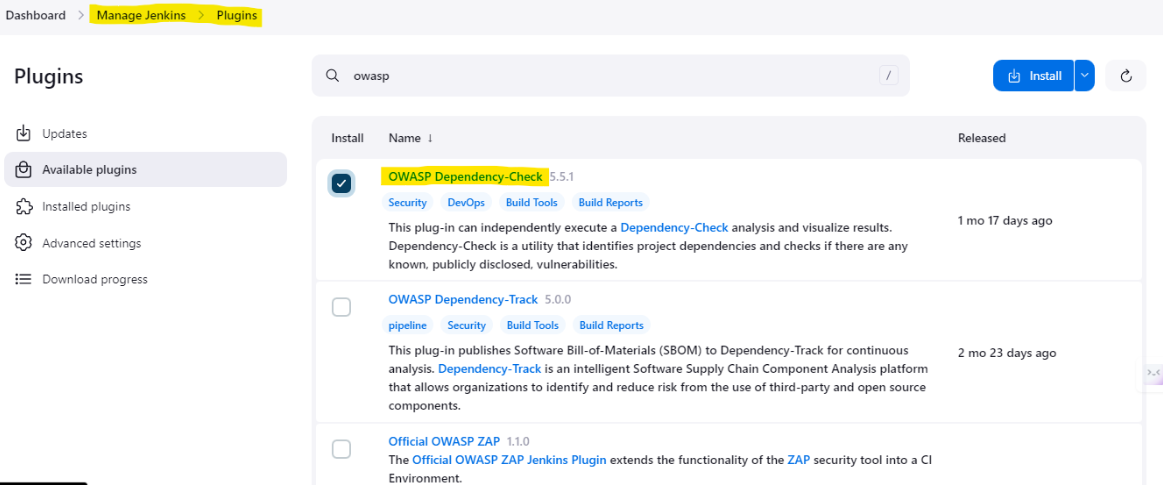 Dashboard > Manage Jenkins > Plugins
Plugins
owasp /
Install
Updates
Available plugins
Installed plugins
Advanced settings
Download progress
Install Name ↓ Released
OWASP Dependency-Check 5.5.1
Security DevOps Build Tools Build Reports
This plug-in can independently execute a Dependency-Check analysis and visualize results.
Dependency-Check is a utility that identifies project dependencies and checks if there are any
known, publicly disclosed, vulnerabilities.
1 mo 17 days ago
OWASP Dependency-Track 5.0.0
pipeline Security Build Tools Build Reports
This plug-in publishes Software Bill-of-Materials (SBOM) to Dependency-Track for continuous
analysis. Dependency-Track is an intelligent Software Supply Chain Component Analysis platform
that allows organizations to identify and reduce risk from the use of third-party and open source
components.
2 mo 23 days ago
Official OWASP ZAP 1.1.0
The Official OWASP ZAP Jenkins Plugin extends the functionality of the ZAP security tool into a CI
Environment.